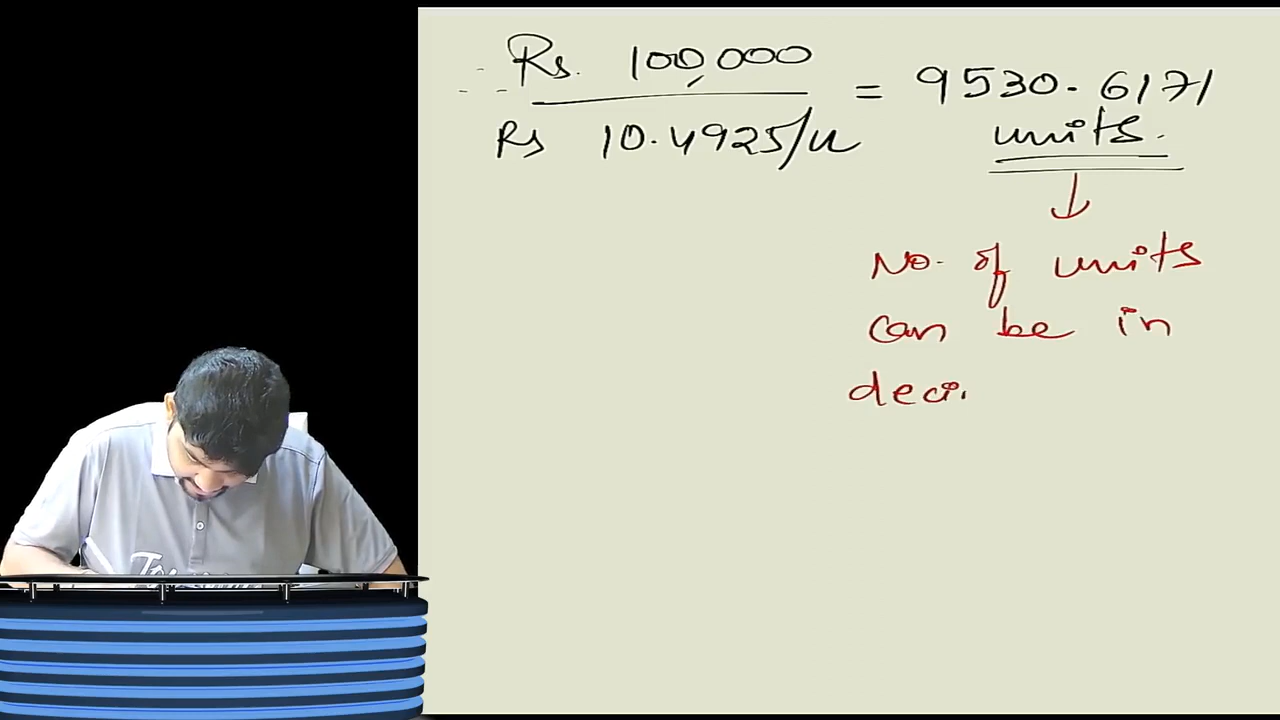 Rs. 100,000
Rs 10.4925/u
= 9530.6171
units.
↓
No. of units
can be in
deci